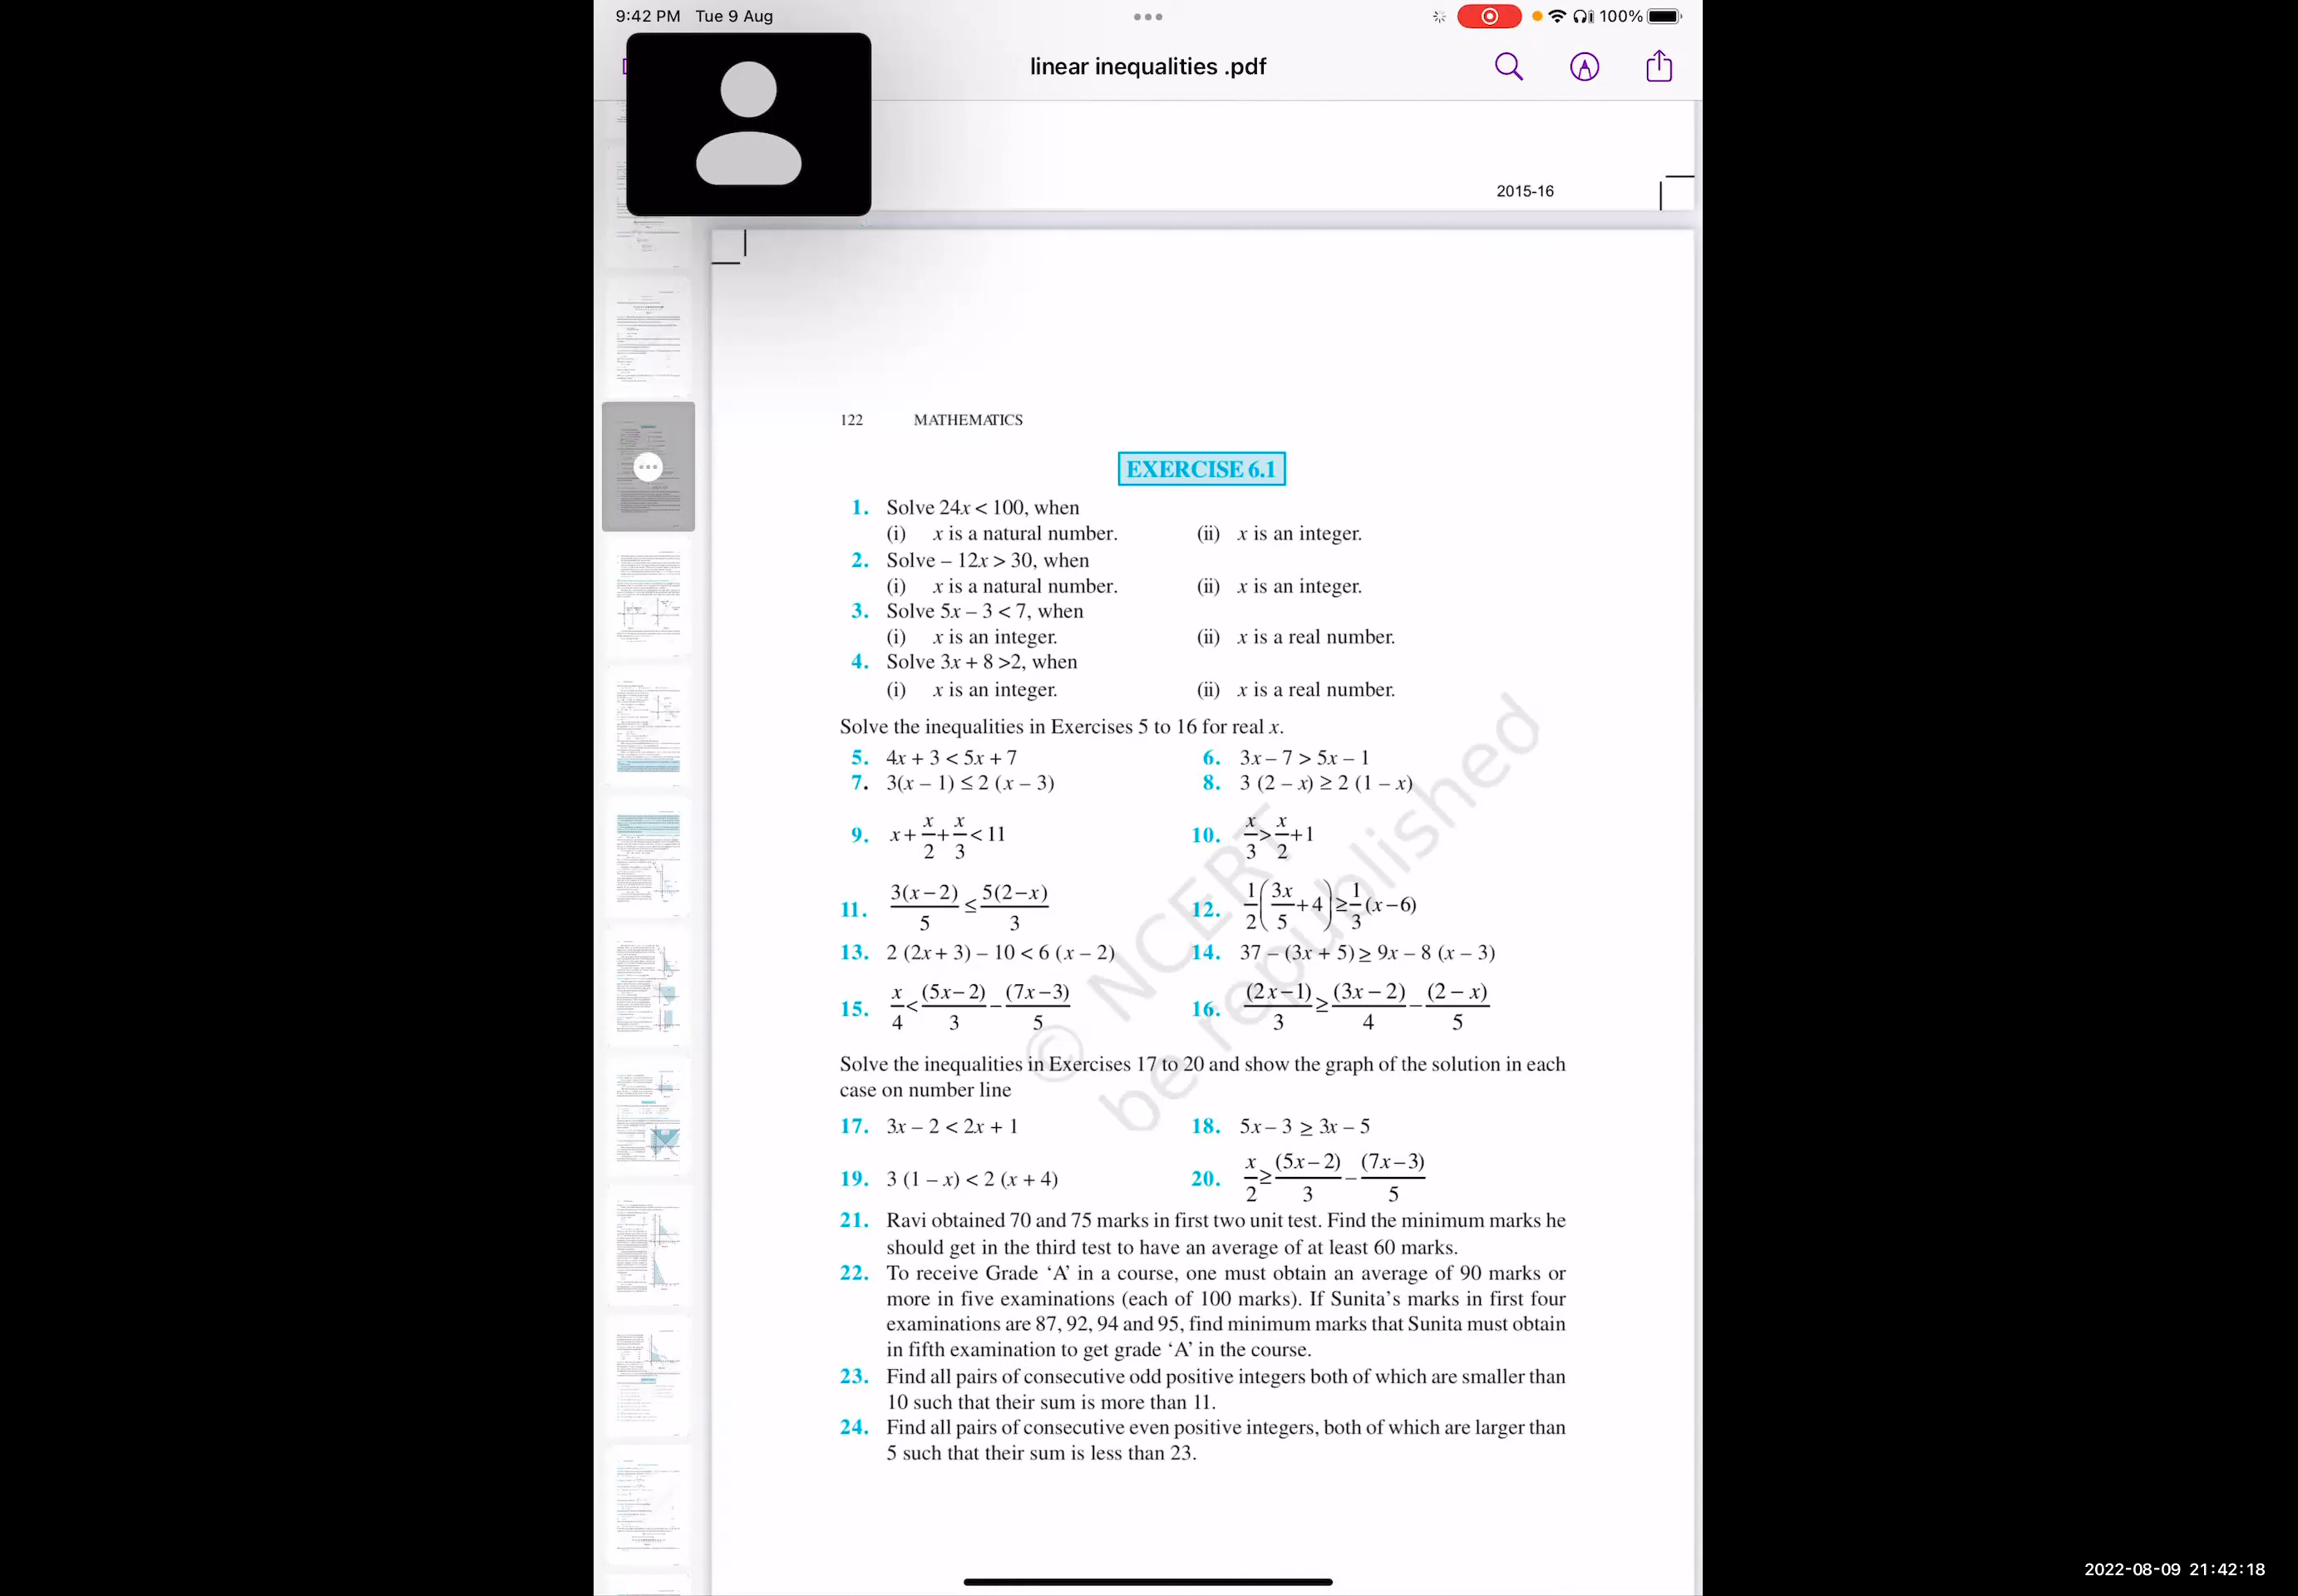 9:42 PM Tue 9 Aug
100%
linear inequalities .pdf
2015-16
122 MATHEMATICS
EXERCISE 6.1
1. Solve 24x < 100, when
(i) x is a natural number. (ii) x is an integer.
2. Solve – 12x > 30, when
(i) x is a natural number. (ii) x is an integer.
3. Solve 5x – 3 < 7, when
(i) x is an integer. (ii) x is a real number.
4. Solve 3x + 8 >2, when
(i) x is an integer. (ii) x is a real number.
Solve the inequalities in Exercises 5 to 16 for real x.
5. 4x + 3 < 5x + 7 6. 3x – 7 > 5x – 1
7. 3(x – 1) ≤ 2 (x – 3) 8. 3 (2 – x) ≥ 2 (1 – x)
9. x + x/2 + x/3 < 11 10. x/3 > x/2 + 1
11. 3(x – 2)/5 ≤ 5(2 – x)/3 12. 1/2 (3x/5 + 4) ≥ 1/3 (x – 6)
13. 2 (2x + 3) – 10 < 6 (x – 2) 14. 37 – (3x + 5) ≥ 9x – 8 (x – 3)
15. x/4 < (5x – 2)/3 – (7x – 3)/5 16. (2x – 1)/3 ≥ (3x – 2)/4 – (2 – x)/5
Solve the inequalities in Exercises 17 to 20 and show the graph of the solution in each
case on number line
17. 3x – 2 < 2x + 1 18. 5x – 3 ≥ 3x – 5
19. 3 (1 – x) < 2 (x + 4) 20. x/2 ≥ (5x – 2)/3 – (7x – 3)/5
21. Ravi obtained 70 and 75 marks in first two unit test. Find the minimum marks he
should get in the third test to have an average of at least 60 marks.
22. To receive Grade ‘A’ in a course, one must obtain an average of 90 marks or
more in five examinations (each of 100 marks). If Sunita’s marks in first four
examinations are 87, 92, 94 and 95, find minimum marks that Sunita must obtain
in fifth examination to get grade ‘A’ in the course.
23. Find all pairs of consecutive odd positive integers both of which are smaller than
10 such that their sum is more than 11.
24. Find all pairs of consecutive even positive integers, both of which are larger than
5 such that their sum is less than 23.
© NCERT
be republished
2022-08-09 21:42:18